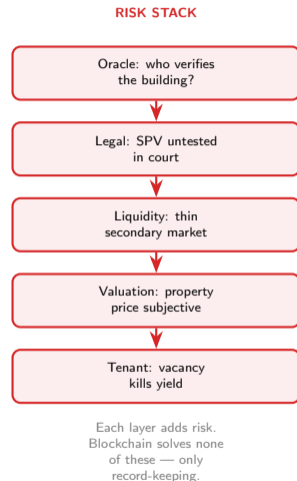 RISK STACK
Oracle: who verifies
the building?
Legal: SPV untested
in court
Liquidity: thin
secondary market
Valuation: property
price subjective
Tenant: vacancy
kills yield
Each layer adds risk.
Blockchain solves none
of these — only
record-keeping.